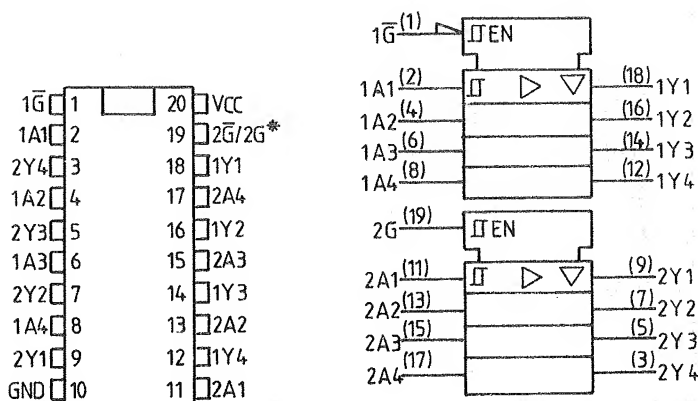 1G̅ 1 20 VCC
1A1 2 19 2G̅/2G*
2Y4 3 18 1Y1
1A2 4 17 2A4
2Y3 5 16 1Y2
1A3 6 15 2A3
2Y2 7 14 1Y3
1A4 8 13 2A2
2Y1 9 12 1Y4
GND 10 11 2A1
1G̅ (1) EN
1A1 (2) (18) 1Y1
1A2 (4) (16) 1Y2
1A3 (6) (14) 1Y3
1A4 (8) (12) 1Y4
2G (19) EN
2A1 (11) (9) 2Y1
2A2 (13) (7) 2Y2
2A3 (15) (5) 2Y3
2A4 (17) (3) 2Y4